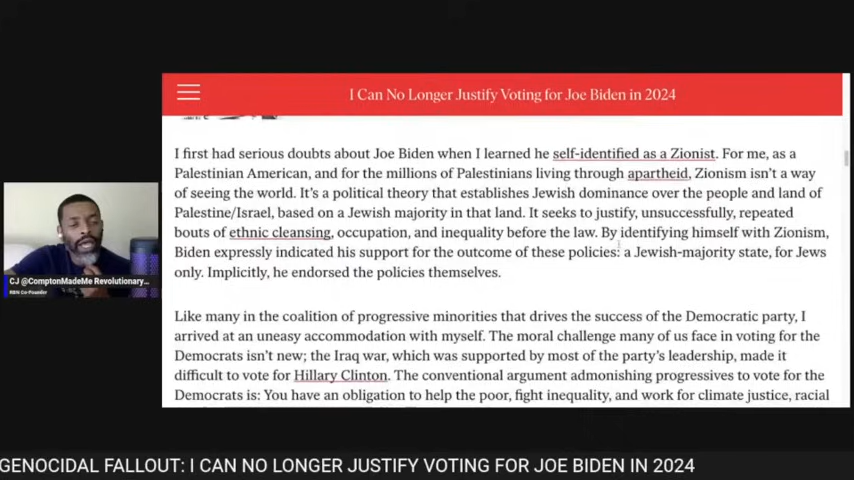 I Can No Longer Justify Voting for Joe Biden in 2024
I first had serious doubts about Joe Biden when I learned he self-identified as a Zionist. For me, as a
Palestinian American, and for the millions of Palestinians living through apartheid, Zionism isn't a way
of seeing the world. It's a political theory that establishes Jewish dominance over the people and land of
Palestine/Israel, based on a Jewish majority in that land. It seeks to justify, unsuccessfully, repeated
bouts of ethnic cleansing, occupation, and inequality before the law. By identifying himself with Zionism,
Biden expressly indicated his support for the outcome of these policies: a Jewish-majority state, for Jews
only. Implicitly, he endorsed the policies themselves.
Like many in the coalition of progressive minorities that drives the success of the Democratic party, I
arrived at an uneasy accommodation with myself. The moral challenge many of us face in voting for the
Democrats isn't new; the Iraq war, which was supported by most of the party's leadership, made it
difficult to vote for Hillary Clinton. The conventional argument admonishing progressives to vote for the
Democrats is: You have an obligation to help the poor, fight inequality, and work for climate justice, racial
CJ @ComptonMadeMe Revolutionary...
RBN Co-Founder
GENOCIDAL FALLOUT: I CAN NO LONGER JUSTIFY VOTING FOR JOE BIDEN IN 2024